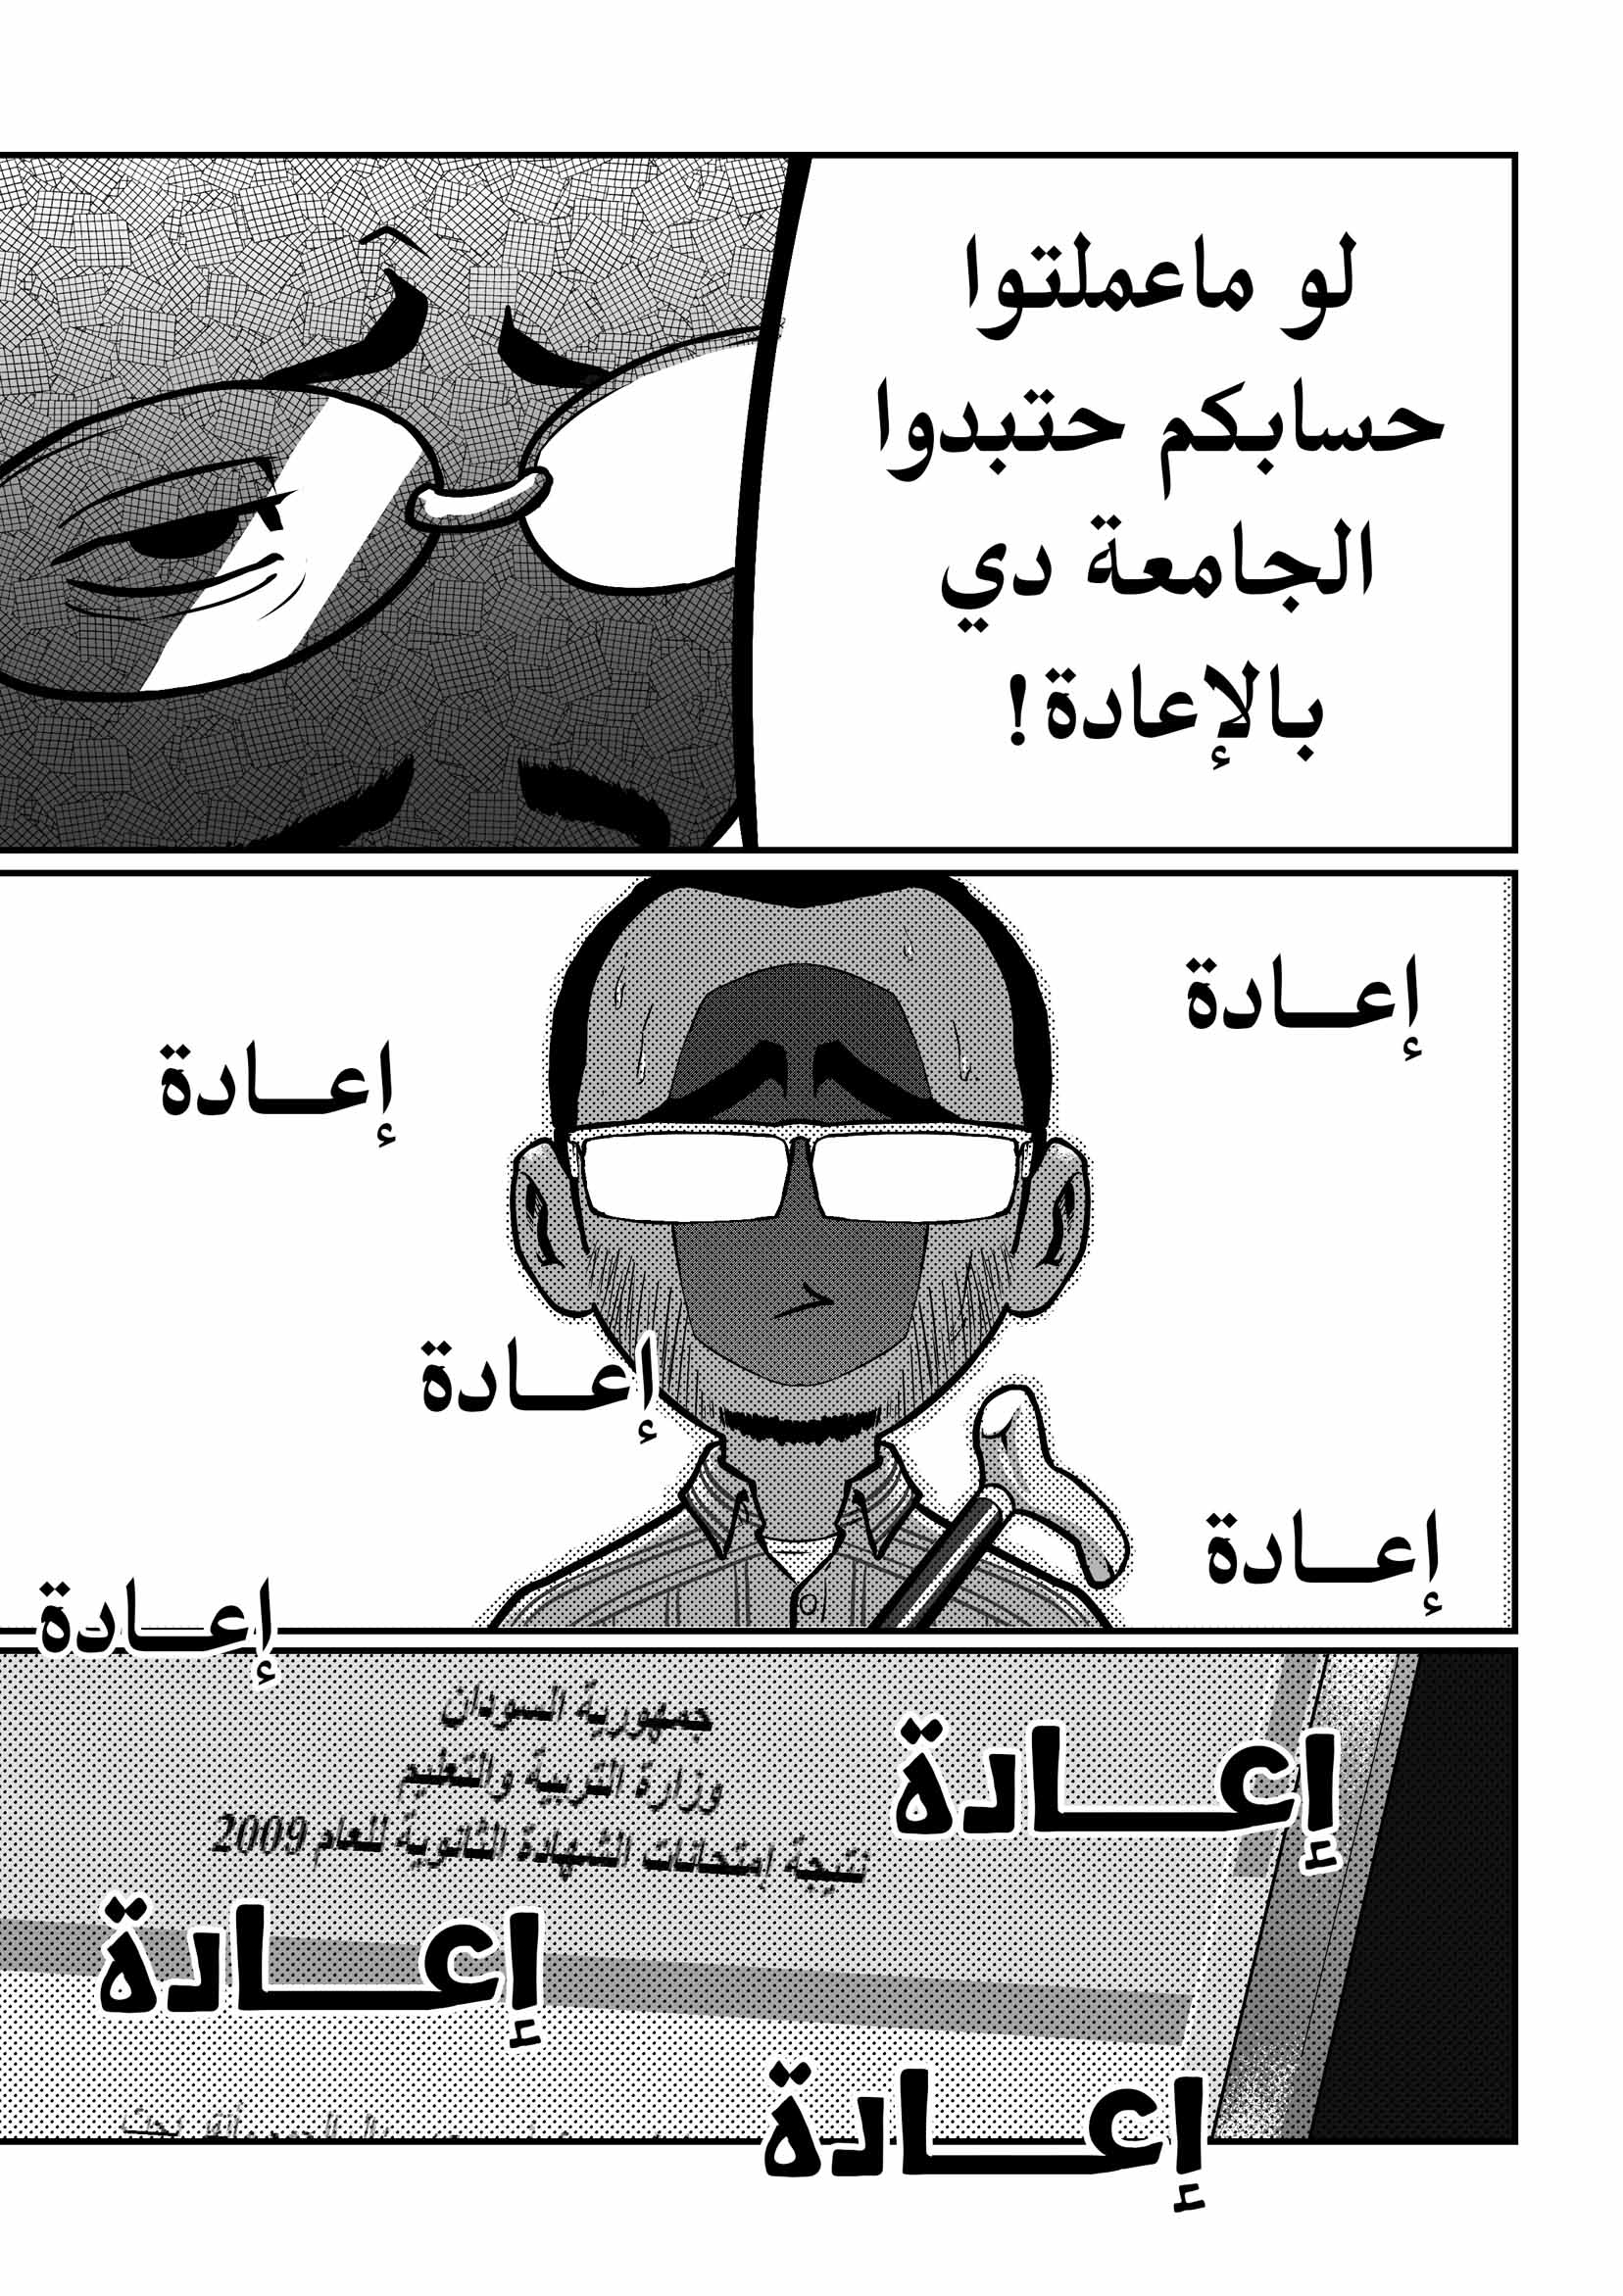 لو ماعملتوا
حسابكم حتبدوا
الجامعة دي
بالإعادة!
إعـــادة
إعـــادة
إعـــادة
إعـــادة
إعـــادة
جمهورية السودان
وزارة التربية والتعليم
نتيجة إمتحانات الشهادة الثانوية للعام 2009
إعـــادة
إعـــادة
إعـــادة